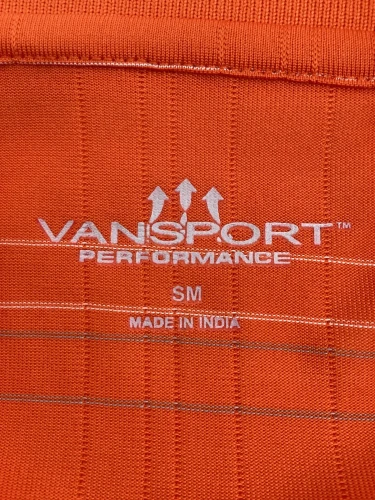 VANSPORT™
PERFORMANCE
SM
MADE IN INDIA